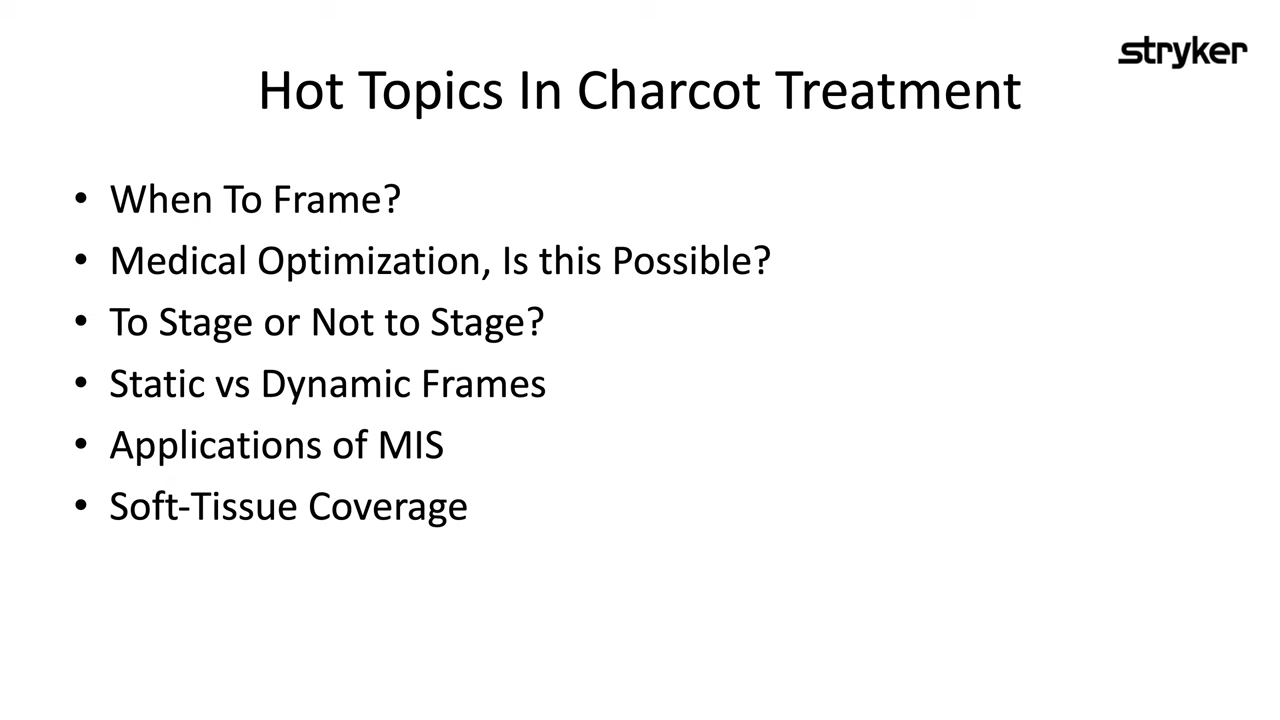 stryker
Hot Topics In Charcot Treatment
• When To Frame?
• Medical Optimization, Is this Possible?
• To Stage or Not to Stage?
• Static vs Dynamic Frames
• Applications of MIS
• Soft-Tissue Coverage